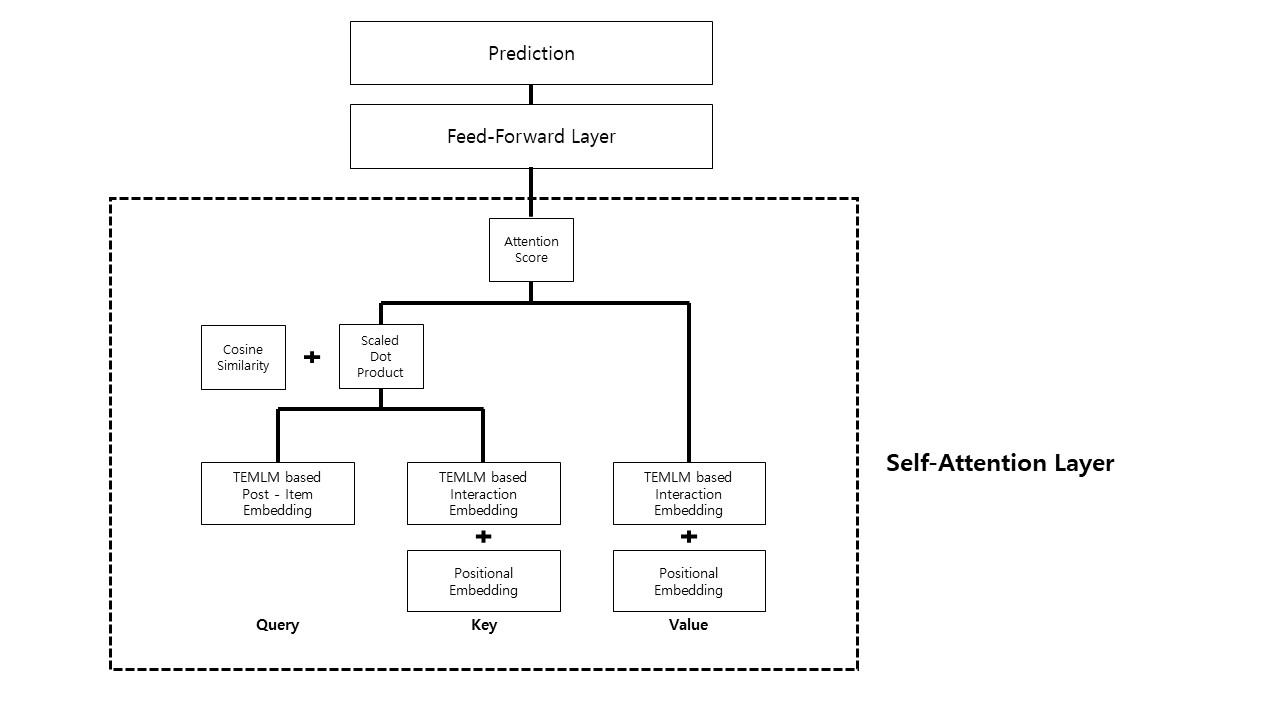 Prediction
Feed-Forward Layer
Attention
Score
Cosine
Similarity
Scaled
Dot
Product
TEMLM based
Post - Item
Embedding
TEMLM based
Interaction
Embedding
TEMLM based
Interaction
Embedding
Positional
Embedding
Positional
Embedding
Query
Key
Value
Self-Attention Layer